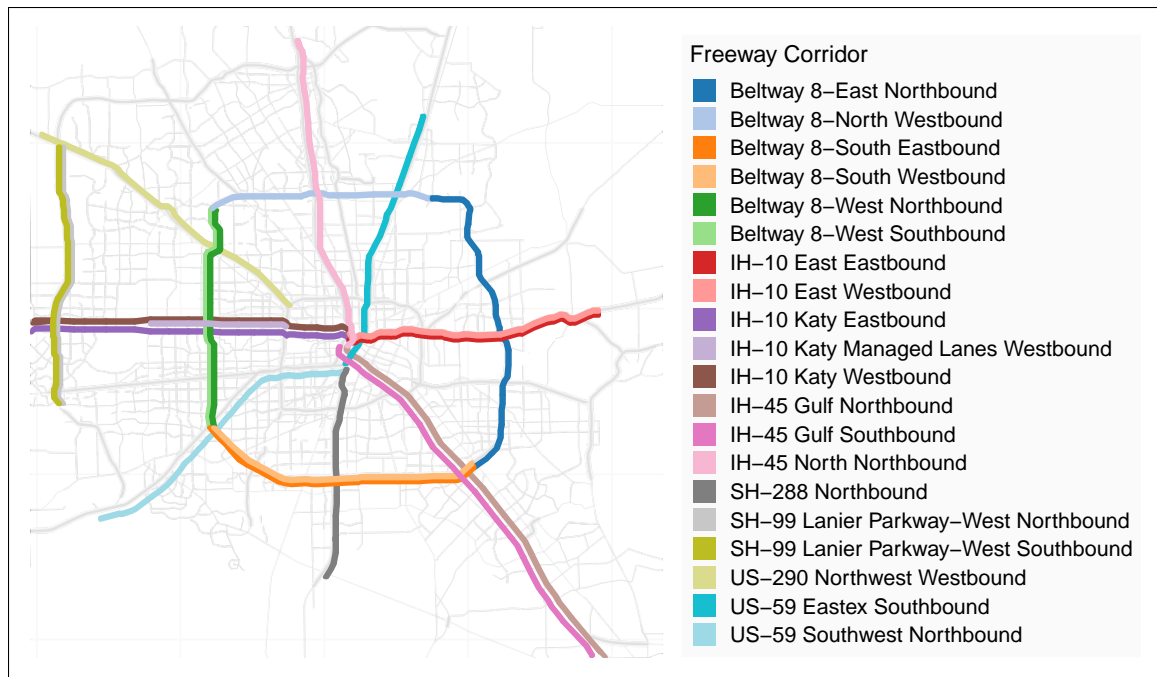 Freeway Corridor
Beltway 8−East Northbound
Beltway 8−North Westbound
Beltway 8−South Eastbound
Beltway 8−South Westbound
Beltway 8−West Northbound
Beltway 8−West Southbound
IH−10 East Eastbound
IH−10 East Westbound
IH−10 Katy Eastbound
IH−10 Katy Managed Lanes Westbound
IH−10 Katy Westbound
IH−45 Gulf Northbound
IH−45 Gulf Southbound
IH−45 North Northbound
SH−288 Northbound
SH−99 Lanier Parkway−West Northbound
SH−99 Lanier Parkway−West Southbound
US−290 Northwest Westbound
US−59 Eastex Southbound
US−59 Southwest Northbound